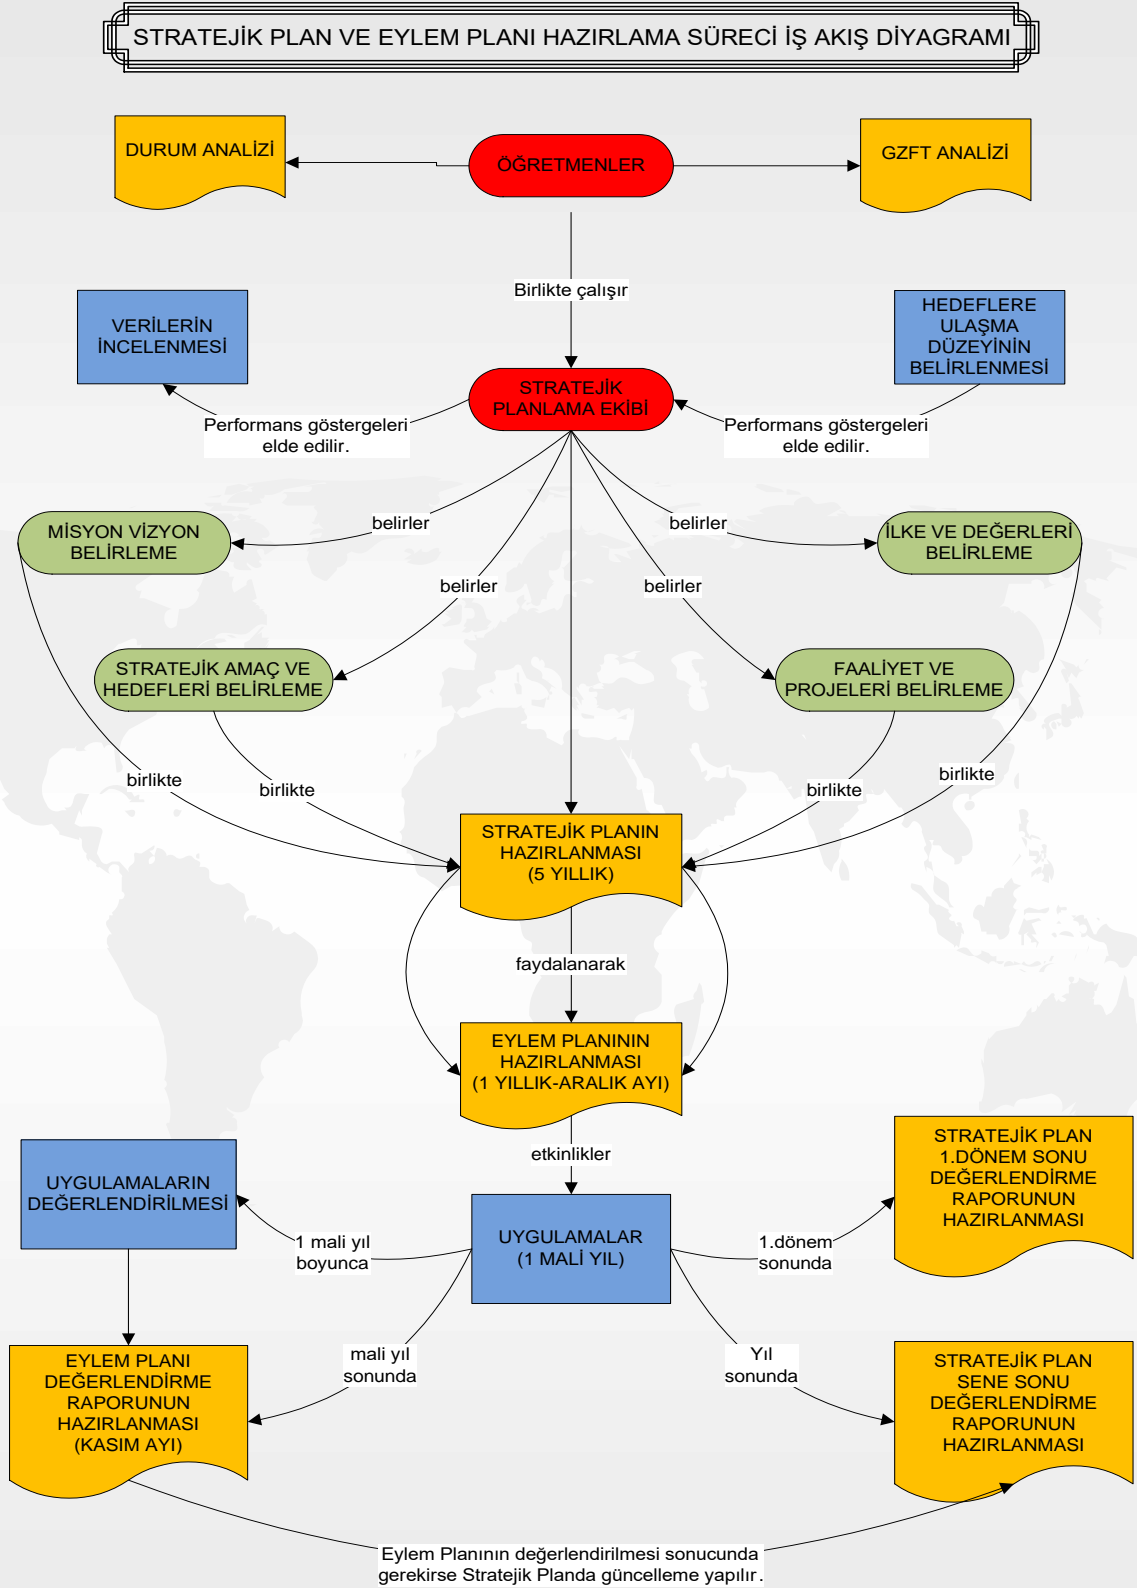 STRATEJİK PLAN VE EYLEM PLANI HAZIRLAMA SÜRECİ İŞ AKIŞ DİYAGRAMI
DURUM ANALİZİ
ÖĞRETMENLER
GZFT ANALİZİ
Birlikte çalışır
VERİLERİN
İNCELENMESİ
HEDEFLERE
ULAŞMA
DÜZEYİNİN
BELİRLENMESİ
STRATEJİK
PLANLAMA EKİBİ
Performans göstergeleri
elde edilir.
Performans göstergeleri
elde edilir.
MİSYON VİZYON
BELİRLEME
belirler
belirler
İLKE VE DEĞERLERİ
BELİRLEME
belirler
belirler
STRATEJİK AMAÇ VE
HEDEFLERİ BELİRLEME
FAALİYET VE
PROJELERİ BELİRLEME
birlikte
birlikte
birlikte
birlikte
STRATEJİK PLANIN
HAZIRLANMASI
(5 YILLIK)
faydalanarak
EYLEM PLANININ
HAZIRLANMASI
(1 YILLIK-ARALIK AYI)
etkinlikler
UYGULAMALARIN
DEĞERLENDİRİLMESİ
1 mali yıl
boyunca
UYGULAMALAR
(1 MALİ YIL)
1.dönem
sonunda
STRATEJİK PLAN
1.DÖNEM SONU
DEĞERLENDİRME
RAPORUNUN
HAZIRLANMASI
EYLEM PLANI
DEĞERLENDİRME
RAPORUNUN
HAZIRLANMASI
(KASIM AYI)
mali yıl
sonunda
Yıl
sonunda
STRATEJİK PLAN
SENE SONU
DEĞERLENDİRME
RAPORUNUN
HAZIRLANMASI
Eylem Planının değerlendirilmesi sonucunda
gerekirse Stratejik Planda güncelleme yapılır.